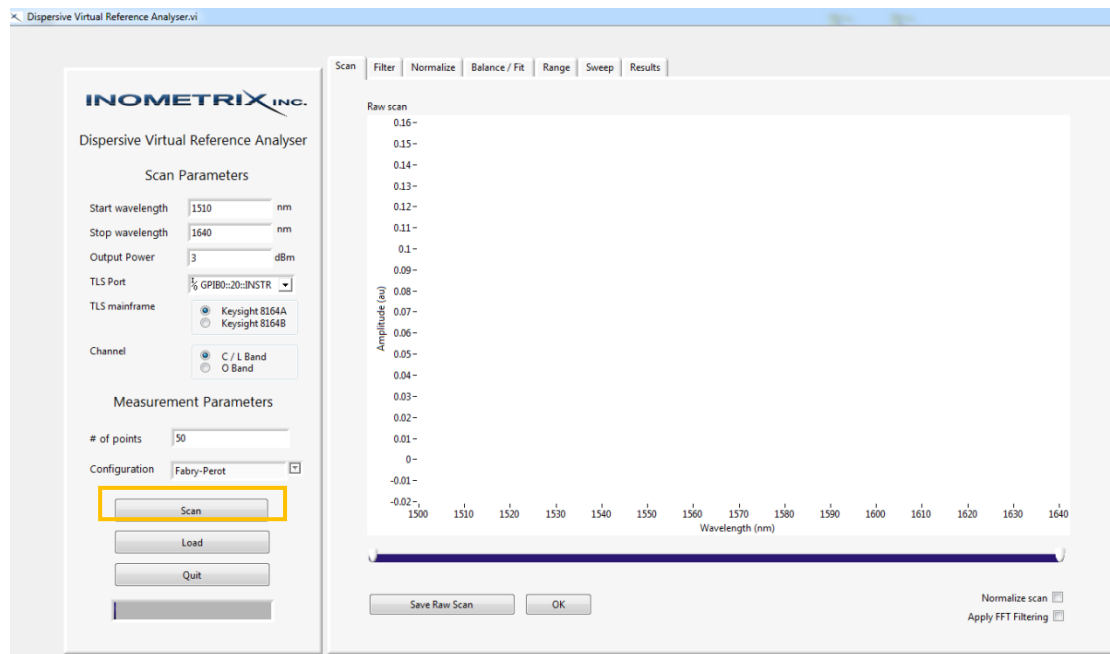 Dispersive Virtual Reference Analyser.vi
INOMETRIX INC.
Dispersive Virtual Reference Analyser
Scan Parameters
Start wavelength 1510 nm
Stop wavelength 1640 nm
Output Power 3 dBm
TLS Port GPIB0::20::INSTR
TLS mainframe Keysight 8164A
Keysight 8164B
Channel C / L Band
O Band
Measurement Parameters
# of points 50
Configuration Fabry-Perot
Scan
Load
Quit
Scan Filter Normalize Balance / Fit Range Sweep Results
Raw scan
Amplitude (au)
0.16
0.15
0.14
0.13
0.12
0.11
0.1
0.09
0.08
0.07
0.06
0.05
0.04
0.03
0.02
0.01
0
-0.01
-0.02
1500 1510 1520 1530 1540 1550 1560 1570 1580 1590 1600 1610 1620 1630 1640
Wavelength (nm)
Save Raw Scan OK
Normalize scan
Apply FFT Filtering